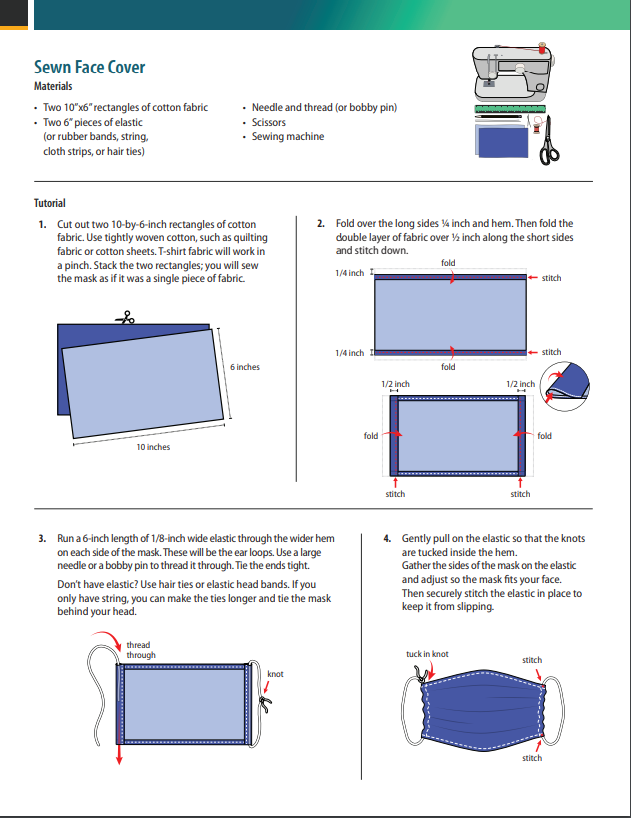 Sewn Face Cover
Materials
• Two 10”x6” rectangles of cotton fabric
• Two 6” pieces of elastic
(or rubber bands, string,
cloth strips, or hair ties)
• Needle and thread (or bobby pin)
• Scissors
• Sewing machine
Tutorial
1. Cut out two 10-by-6-inch rectangles of cotton
fabric. Use tightly woven cotton, such as quilting
fabric or cotton sheets. T-shirt fabric will work in
a pinch. Stack the two rectangles; you will sew
the mask as if it was a single piece of fabric.
6 inches
10 inches
2. Fold over the long sides ¼ inch and hem. Then fold the
double layer of fabric over ½ inch along the short sides
and stitch down.
fold
1/4 inch
stitch
1/4 inch
stitch
fold
1/2 inch
1/2 inch
fold
fold
stitch
stitch
3. Run a 6-inch length of 1/8-inch wide elastic through the wider hem
on each side of the mask. These will be the ear loops. Use a large
needle or a bobby pin to thread it through. Tie the ends tight.
Don’t have elastic? Use hair ties or elastic head bands. If you
only have string, you can make the ties longer and tie the mask
behind your head.
thread
through
knot
4. Gently pull on the elastic so that the knots
are tucked inside the hem.
Gather the sides of the mask on the elastic
and adjust so the mask fits your face.
Then securely stitch the elastic in place to
keep it from slipping.
tuck in knot
stitch
stitch